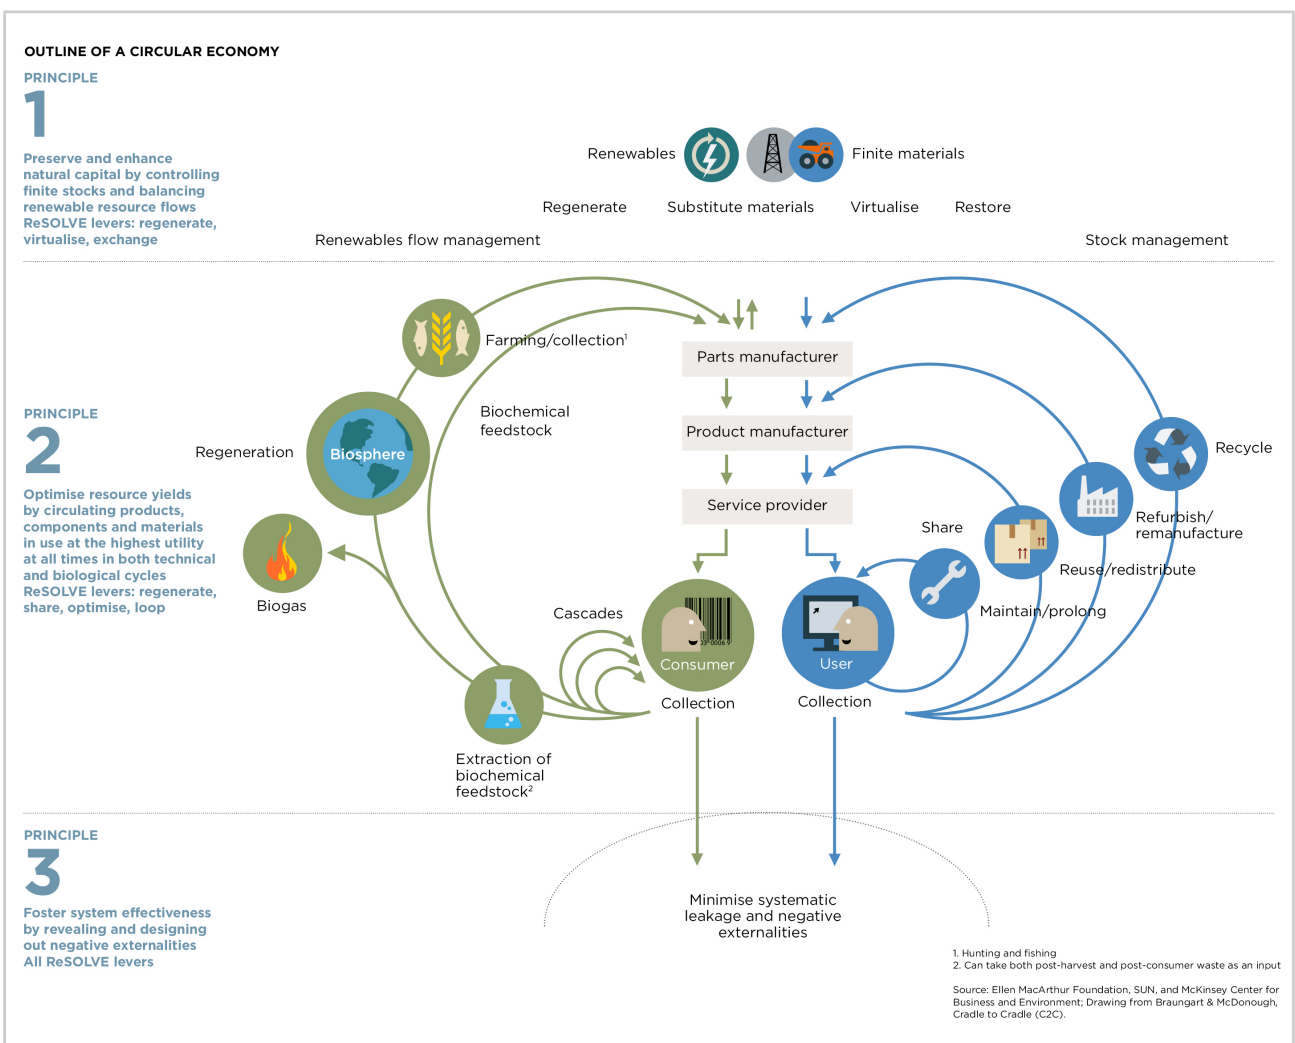 OUTLINE OF A CIRCULAR ECONOMY
PRINCIPLE
1
Preserve and enhance
natural capital by controlling
finite stocks and balancing
renewable resource flows
ReSOLVE levers: regenerate,
virtualise, exchange
Renewables
Finite materials
Regenerate
Substitute materials
Virtualise
Restore
Renewables flow management
Stock management
PRINCIPLE
2
Optimise resource yields
by circulating products,
components and materials
in use at the highest utility
at all times in both technical
and biological cycles
ReSOLVE levers: regenerate,
share, optimise, loop
Farming/collection¹
Biochemical
feedstock
Regeneration
Biosphere
Biogas
Extraction of
biochemical
feedstock²
Cascades
Parts manufacturer
Product manufacturer
Service provider
Consumer
Collection
User
Collection
Share
Maintain/prolong
Reuse/redistribute
Refurbish/
remanufacture
Recycle
PRINCIPLE
3
Foster system effectiveness
by revealing and designing
out negative externalities
All ReSOLVE levers
Minimise systematic
leakage and negative
externalities
1. Hunting and fishing
2. Can take both post-harvest and post-consumer waste as an input
Source: Ellen MacArthur Foundation, SUN, and McKinsey Center for
Business and Environment; Drawing from Braungart & McDonough,
Cradle to Cradle (C2C).